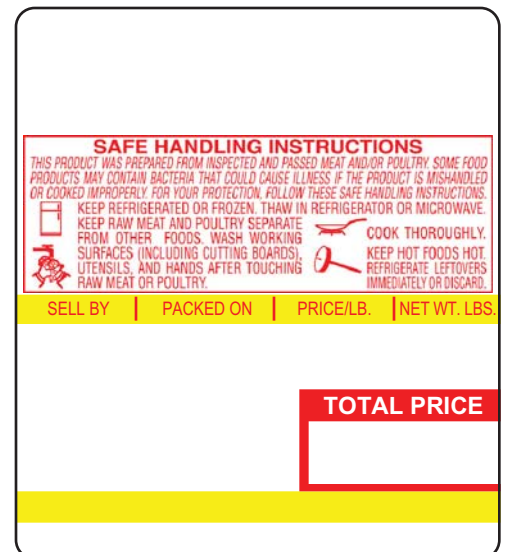 SAFE HANDLING INSTRUCTIONS
THIS PRODUCT WAS PREPARED FROM INSPECTED AND PASSED MEAT AND/OR POULTRY. SOME FOOD
PRODUCTS MAY CONTAIN BACTERIA THAT COULD CAUSE ILLNESS IF THE PRODUCT IS MISHANDLED
OR COOKED IMPROPERLY. FOR YOUR PROTECTION, FOLLOW THESE SAFE HANDLING INSTRUCTIONS.
KEEP REFRIGERATED OR FROZEN. THAW IN REFRIGERATOR OR MICROWAVE.
KEEP RAW MEAT AND POULTRY SEPARATE
FROM OTHER FOODS. WASH WORKING
SURFACES (INCLUDING CUTTING BOARDS),
UTENSILS, AND HANDS AFTER TOUCHING
RAW MEAT OR POULTRY.
COOK THOROUGHLY.
KEEP HOT FOODS HOT.
REFRIGERATE LEFTOVERS
IMMEDIATELY OR DISCARD.
SELL BY PACKED ON PRICE/LB. NET WT. LBS.
TOTAL PRICE